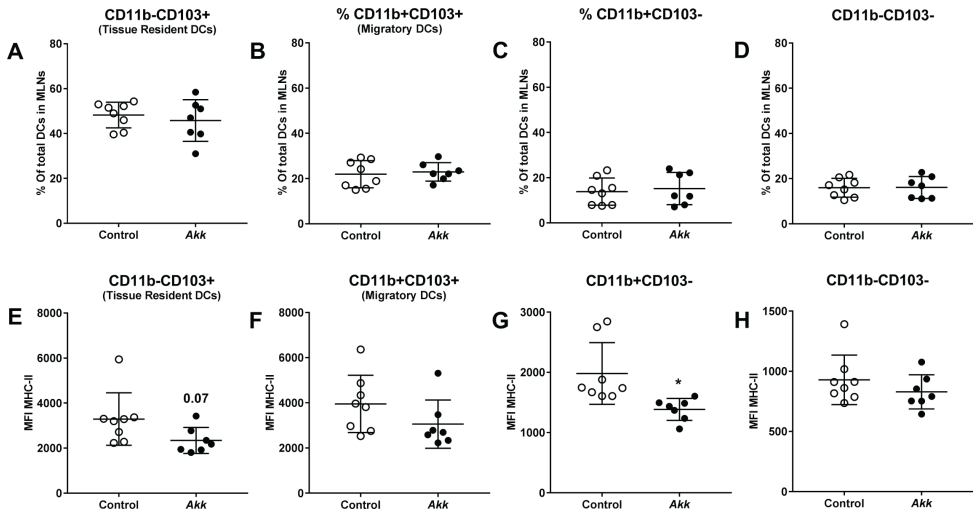 A
CD11b-CD103+
(Tissue Resident DCs)
% Of total DCs in MLNs
80
60
40
20
0
Control
Akk
B
% CD11b+CD103+
(Migratory DCs)
% Of total DCs in MLNs
80
60
40
20
0
Control
Akk
C
% CD11b+CD103-
% Of total DCs in MLNs
80
60
40
20
0
Control
Akk
D
CD11b-CD103-
% Of total DCs in MLNs
80
60
40
20
0
Control
Akk
E
CD11b-CD103+
(Tissue Resident DCs)
MFI MHC-II
8000
6000
4000
2000
0
0.07
Control
Akk
F
CD11b+CD103+
(Migratory DCs)
MFI MHC-II
8000
6000
4000
2000
0
Control
Akk
G
CD11b+CD103-
MFI MHC-II
3000
2000
1000
0
*
Control
Akk
H
CD11b-CD103-
MFI MHC-II
1500
1000
500
0
Control
Akk